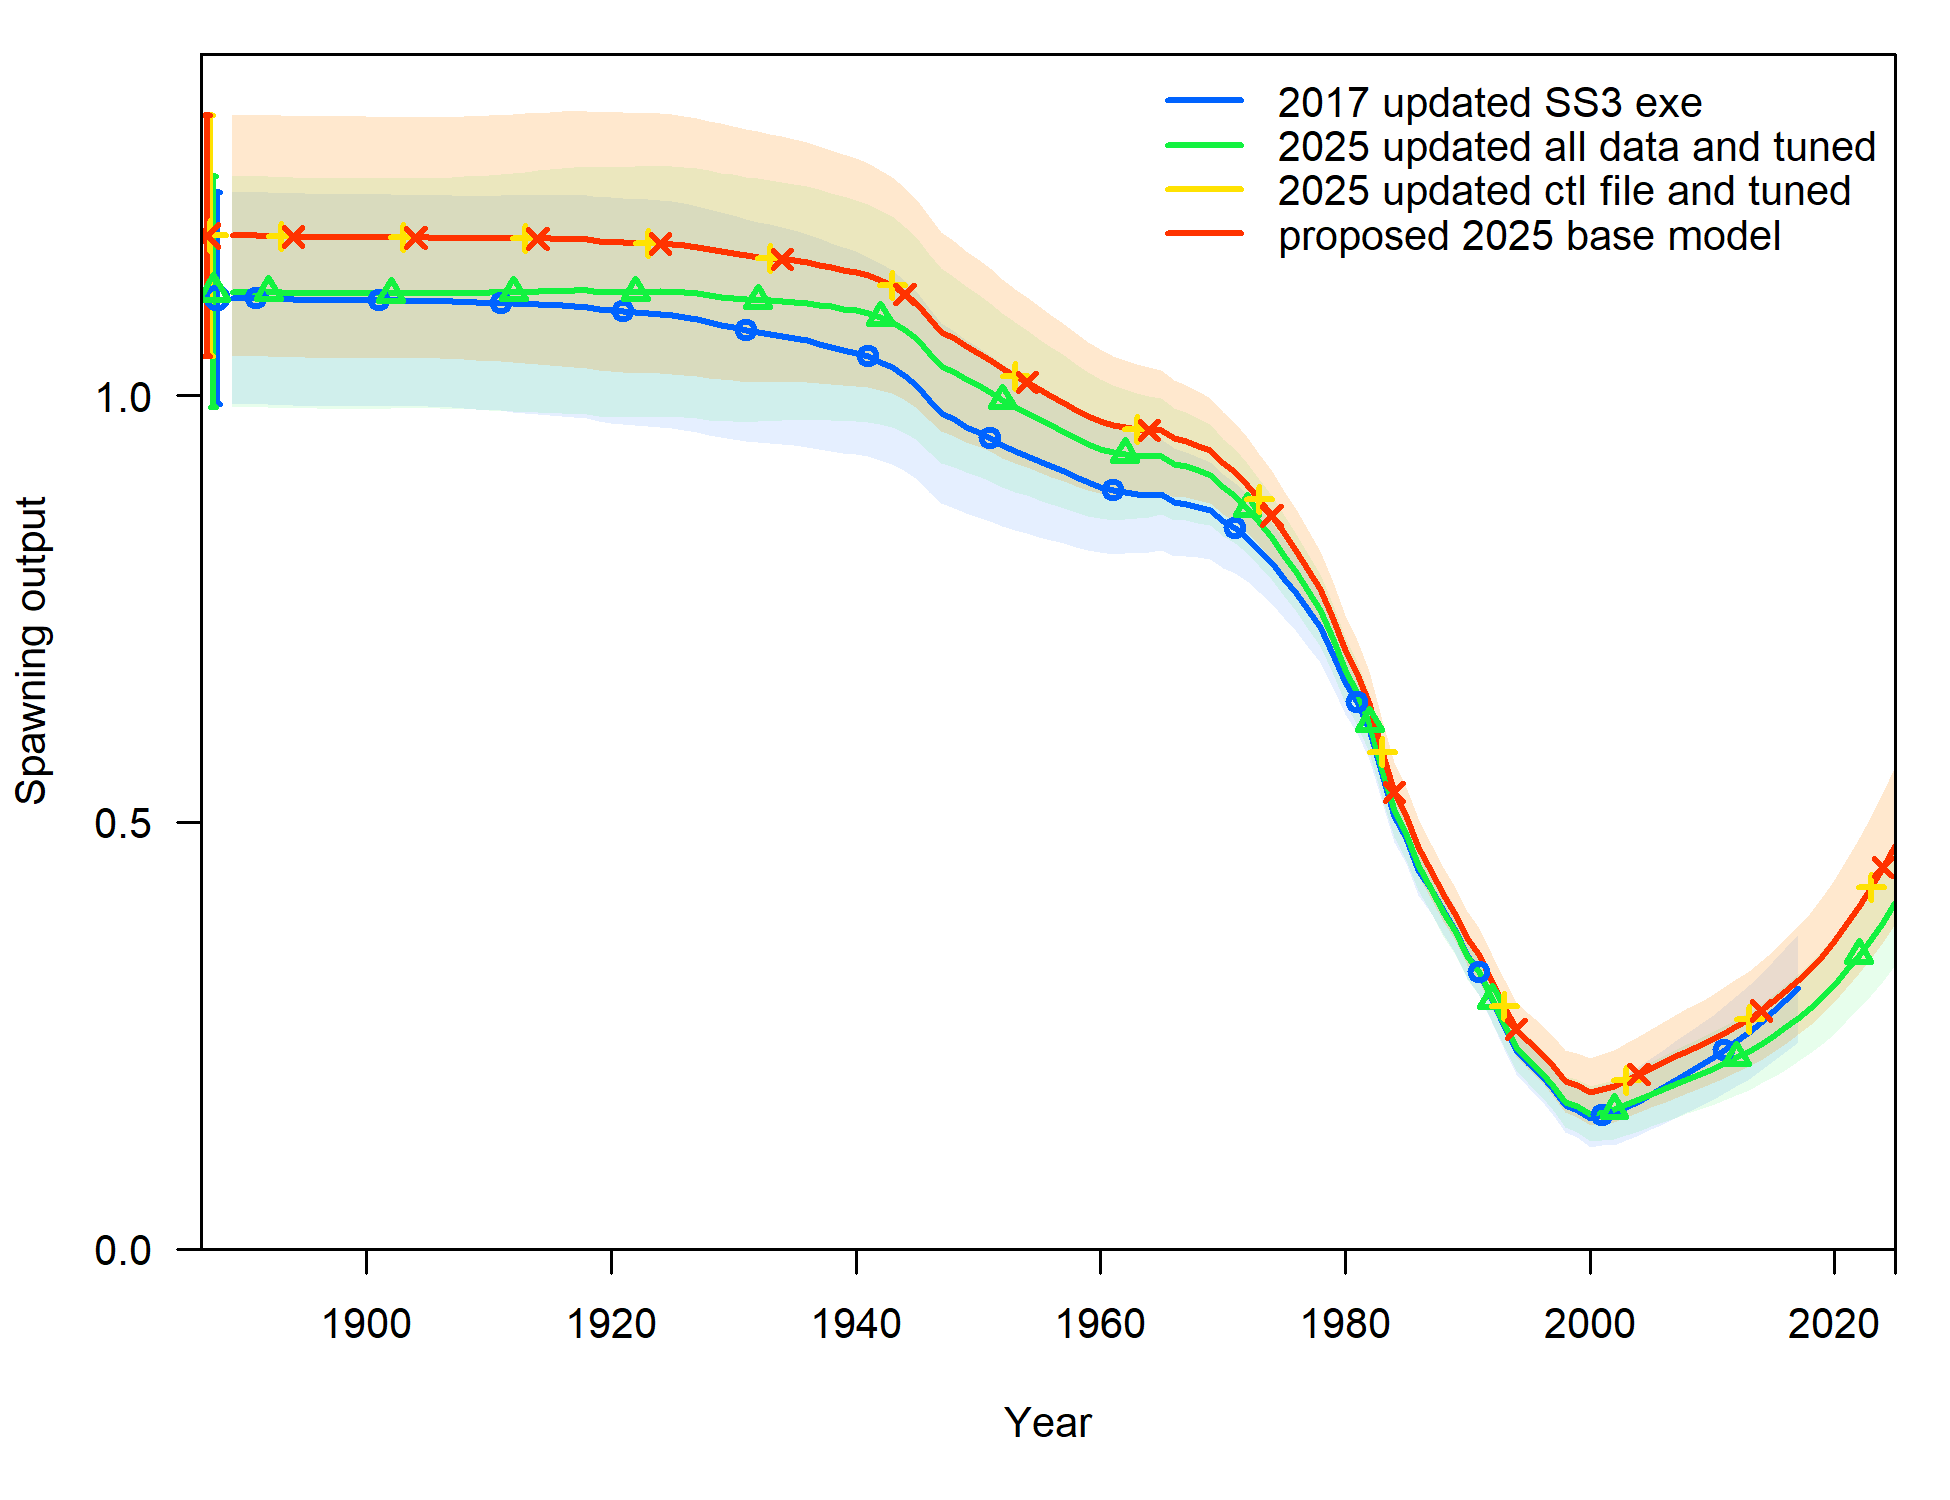 2017 updated SS3 exe
2025 updated all data and tuned
2025 updated ctl file and tuned
proposed 2025 base model
Spawning output
1.0
0.5
0.0
1900 1920 1940 1960 1980 2000 2020
Year